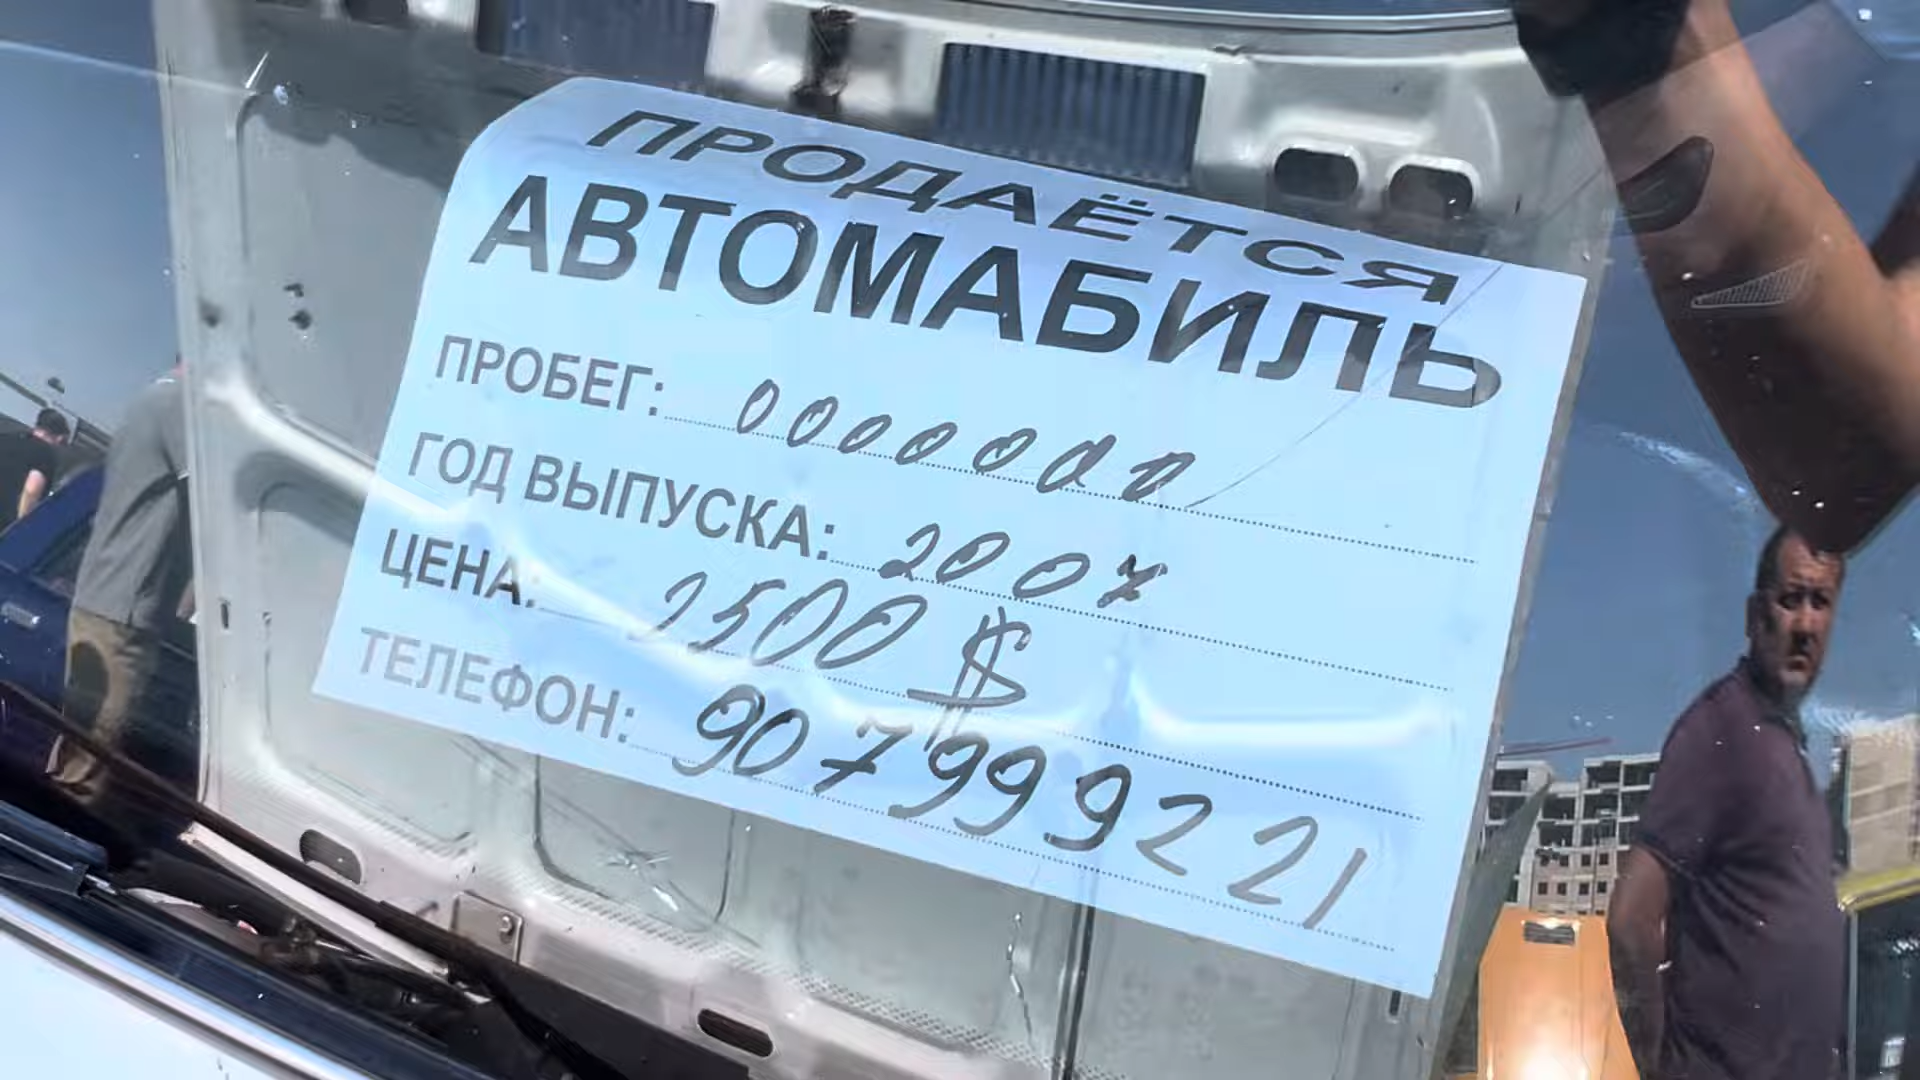 ПРОДАЁТСЯ
АВТОМАБИЛЬ
ПРОБЕГ: 0000000
ГОД ВЫПУСКА: 2007
ЦЕНА: 2500 $
ТЕЛЕФОН: 907999221